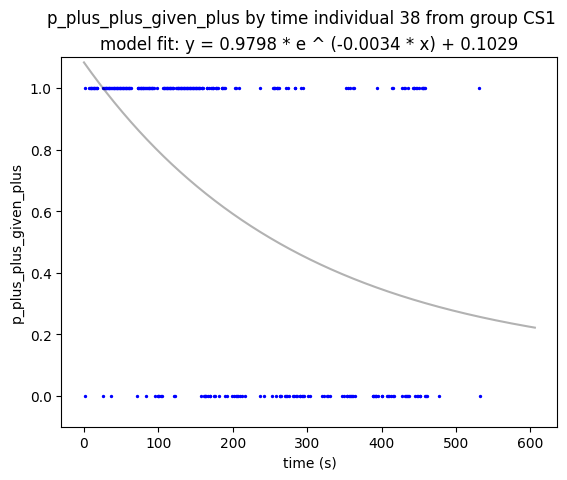 p_plus_plus_given_plus by time individual 38 from group CS1
model fit: y = 0.9798 * e ^ (-0.0034 * x) + 0.1029
p_plus_plus_given_plus
1.0
0.8
0.6
0.4
0.2
0.0
0 100 200 300 400 500 600
time (s)